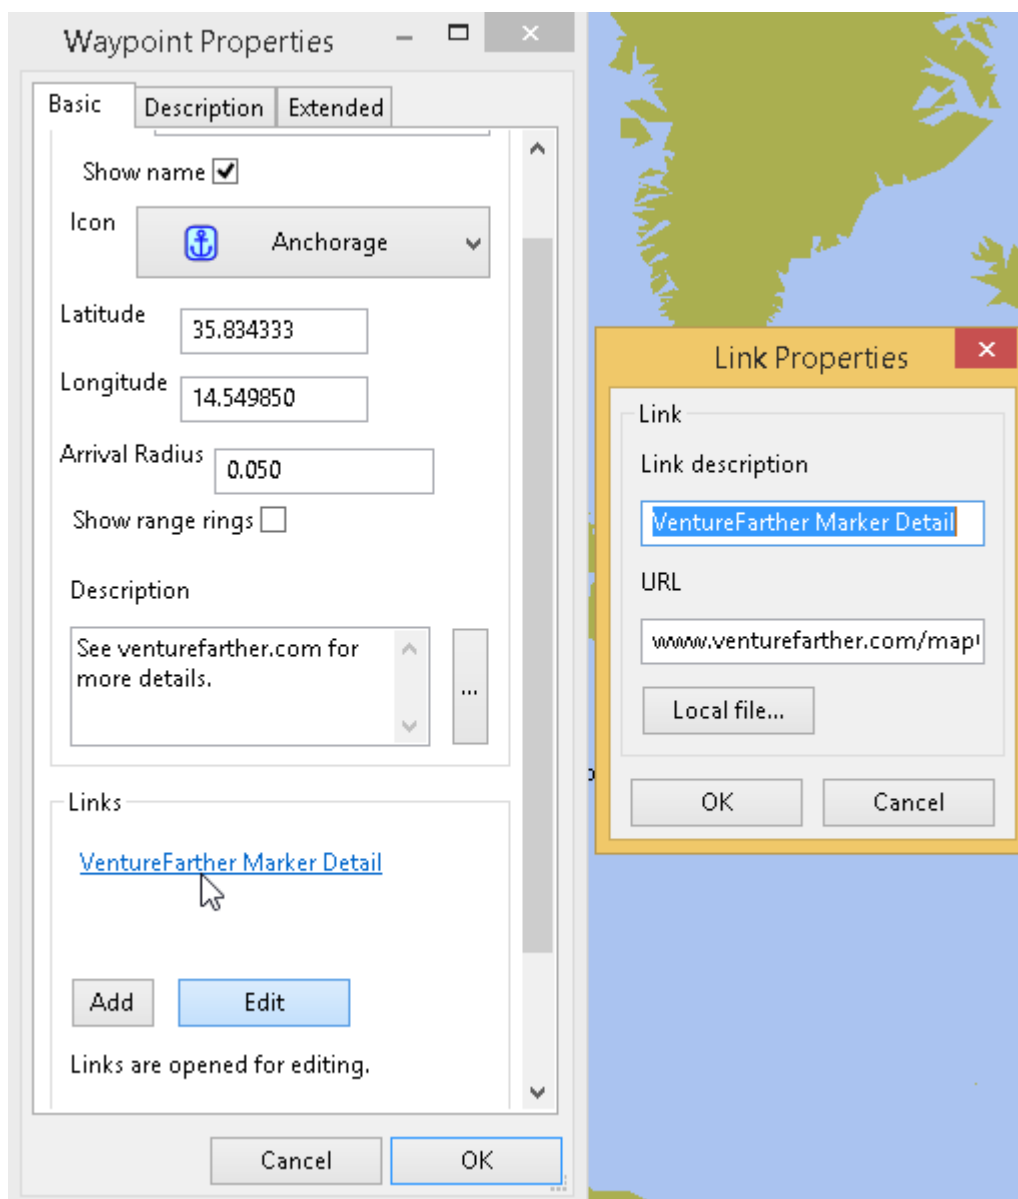 Waypoint Properties
Basic
Description
Extended
Show name
Icon
Anchorage
Latitude
35.834333
Longitude
14.549850
Arrival Radius
0.050
Show range rings
Description
See venturefarther.com for
more details.
...
Links
VentureFarther Marker Detail
Add
Edit
Links are opened for editing.
Cancel
OK
Link Properties
Link
Link description
VentureFarther Marker Detail
URL
www.venturefarther.com/map
Local file...
OK
Cancel